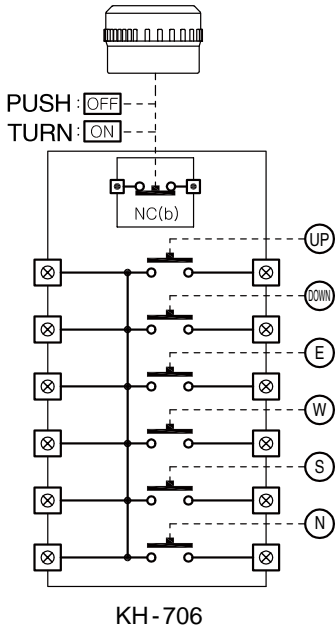 PUSH : OFF
TURN : ON
NC(b)
UP
DOWN
E
W
S
N
KH-706